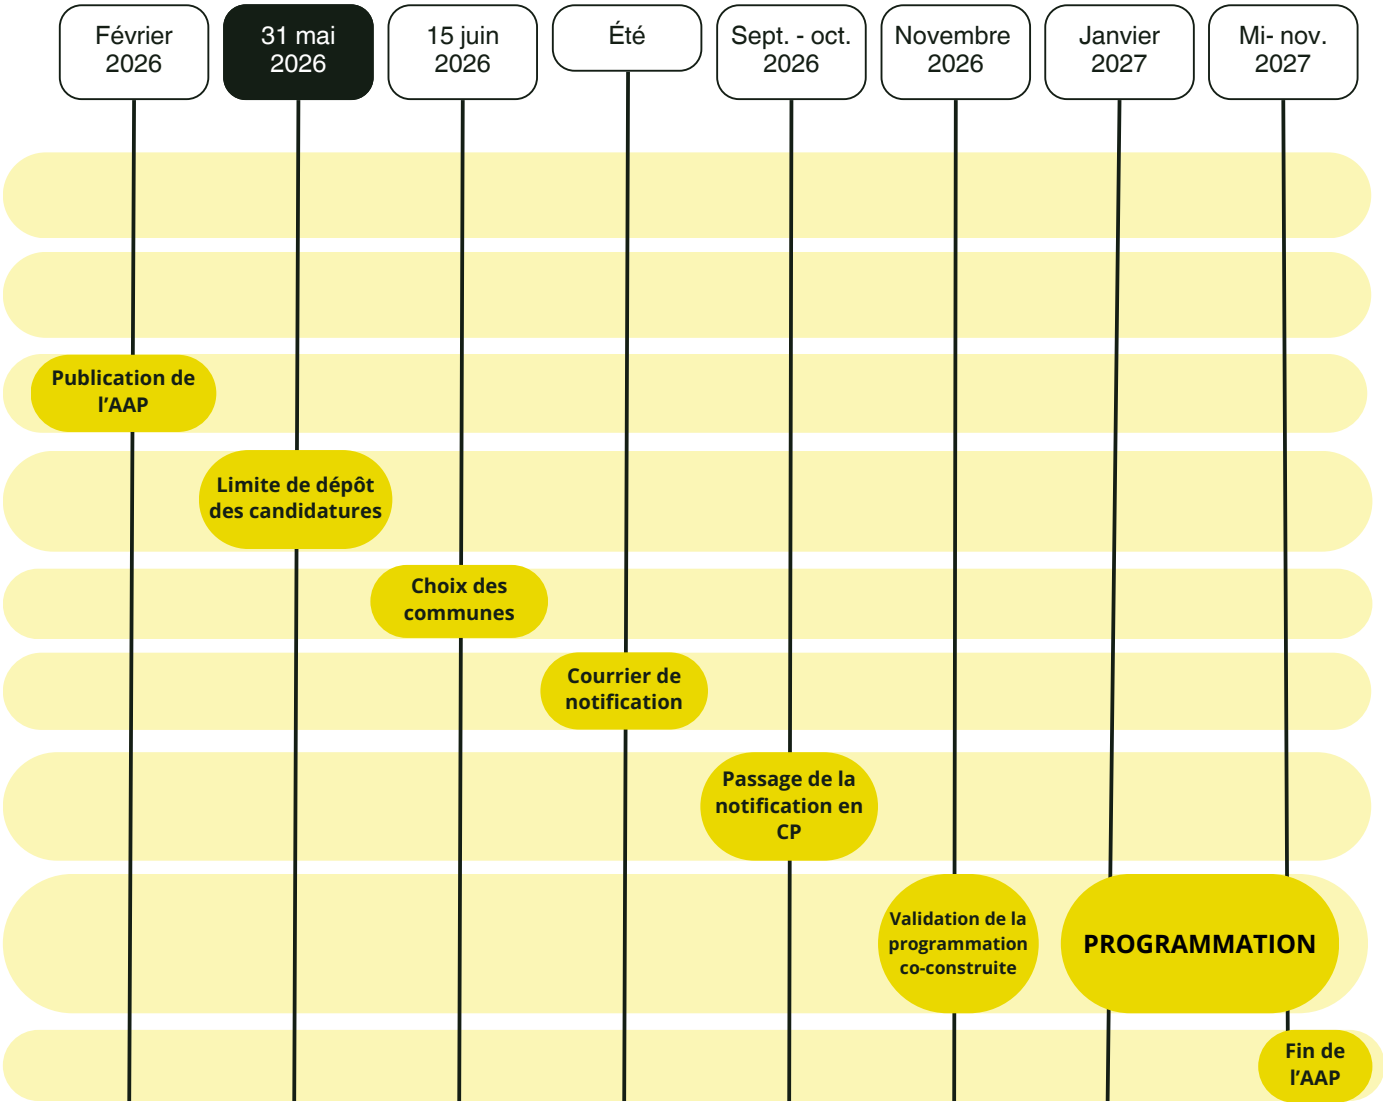 Février
2026
31 mai
2026
15 juin
2026
Été
Sept. - oct.
2026
Novembre
2026
Janvier
2027
Mi- nov.
2027
Publication de
l’AAP
Limite de dépôt
des candidatures
Choix des
communes
Courrier de
notification
Passage de la
notification en
CP
Validation de la
programmation
co-construite
PROGRAMMATION
Fin de
l’AAP